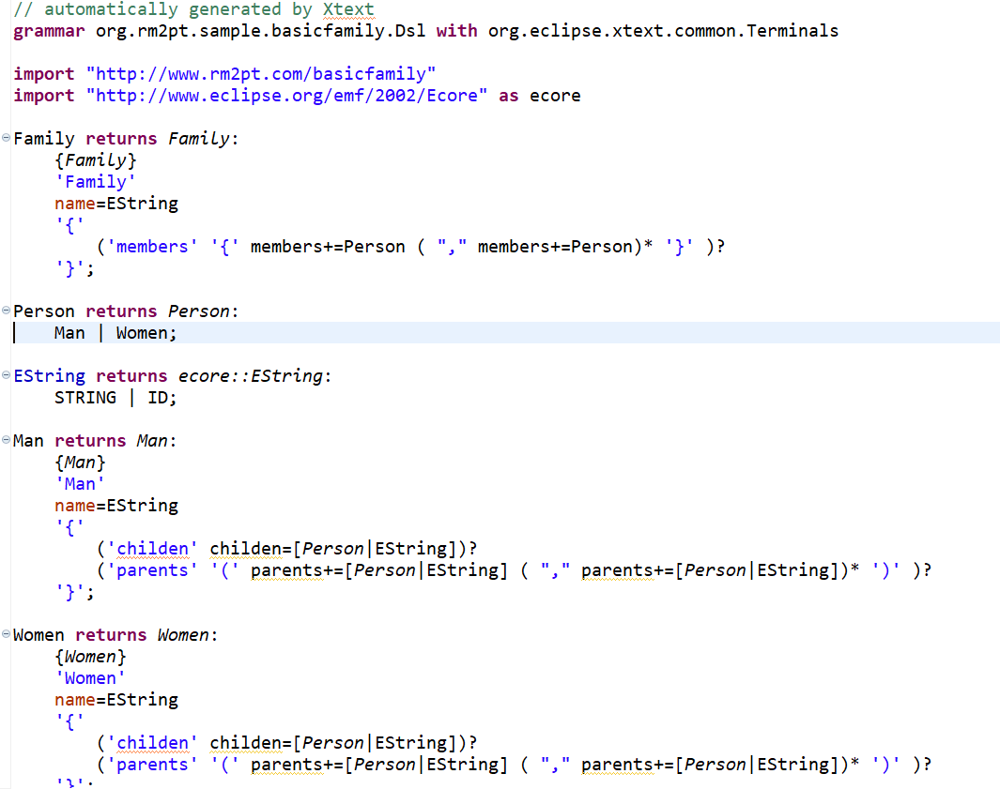 // automatically generated by Xtext
grammar org.rm2pt.sample.basicfamily.Dsl with org.eclipse.xtext.common.Terminals
import "http://www.rm2pt.com/basicfamily"
import "http://www.eclipse.org/emf/2002/Ecore" as ecore
Family returns Family:
{Family}
'Family'
name=EString
'{'
('members' '{' members+=Person ( "," members+=Person)* '}' )?
'}';
Person returns Person:
Man | Women;
EString returns ecore::EString:
STRING | ID;
Man returns Man:
{Man}
'Man'
name=EString
'{'
('childen' childen=[Person|EString])?
('parents' '(' parents+=[Person|EString] ( "," parents+=[Person|EString])* ')' )?
'}';
Women returns Women:
{Women}
'Women'
name=EString
'{'
('childen' childen=[Person|EString])?
('parents' '(' parents+=[Person|EString] ( "," parents+=[Person|EString])* ')' )?
'}';